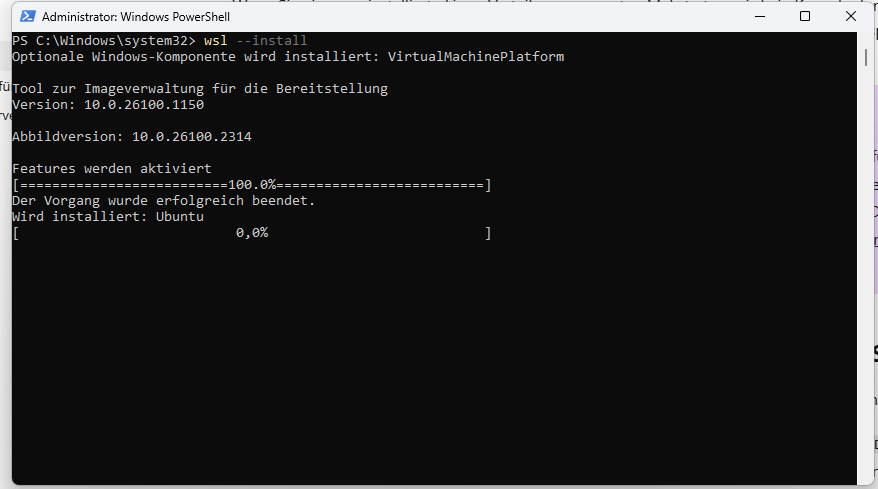 Administrator: Windows PowerShell
PS C:\Windows\system32> wsl --install
Optionale Windows-Komponente wird installiert: VirtualMachinePlatform
Tool zur Imageverwaltung für die Bereitstellung
Version: 10.0.26100.1150
Abbildversion: 10.0.26100.2314
Features werden aktiviert
[==========================100.0%==========================]
Der Vorgang wurde erfolgreich beendet.
Wird installiert: Ubuntu
[                           0,0%                           ]